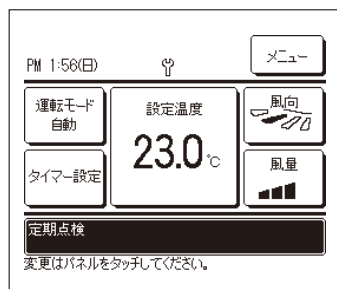 PM 1:56(日)
メニュー
運転モード
自動
設定温度
23.0℃
風向
タイマー設定
風量
定期点検
変更はパネルをタッチしてください。